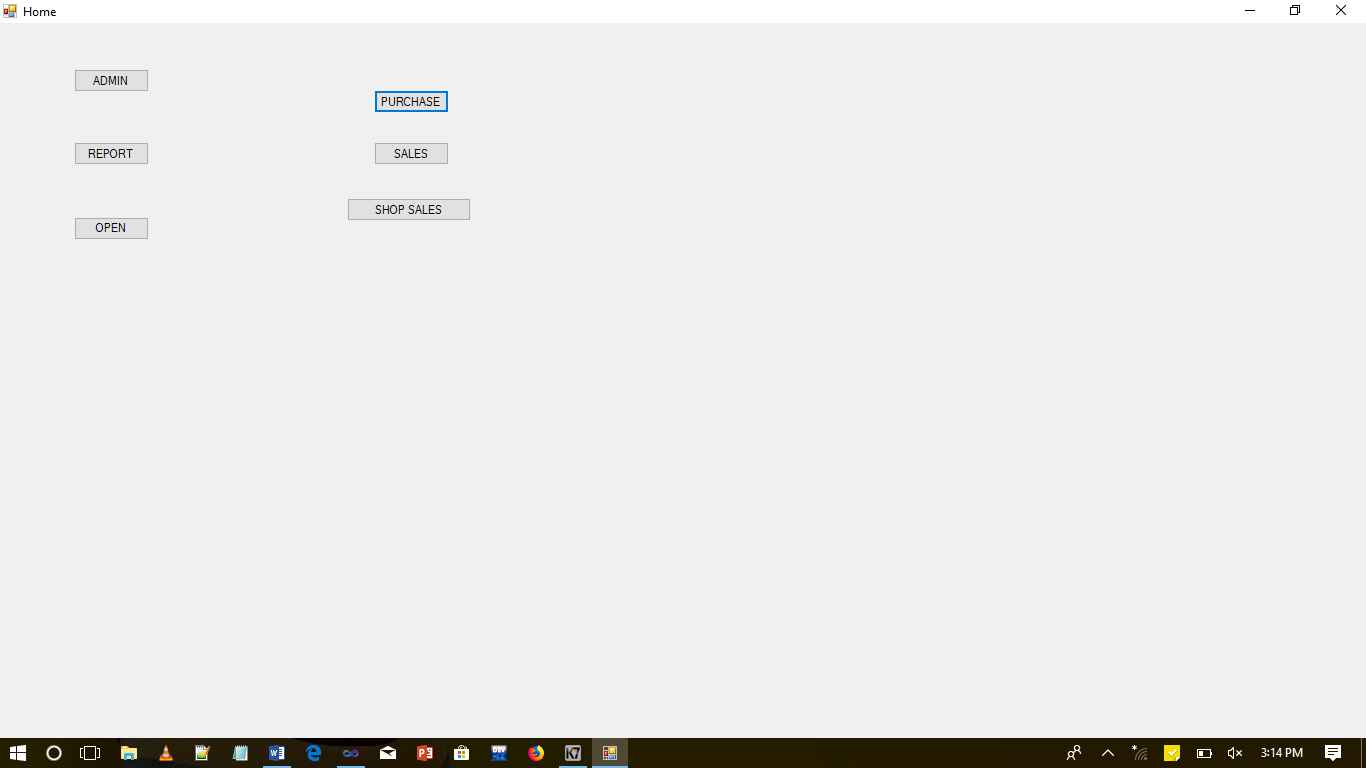 Home
ADMIN
PURCHASE
REPORT
SALES
SHOP SALES
OPEN
3:14 PM